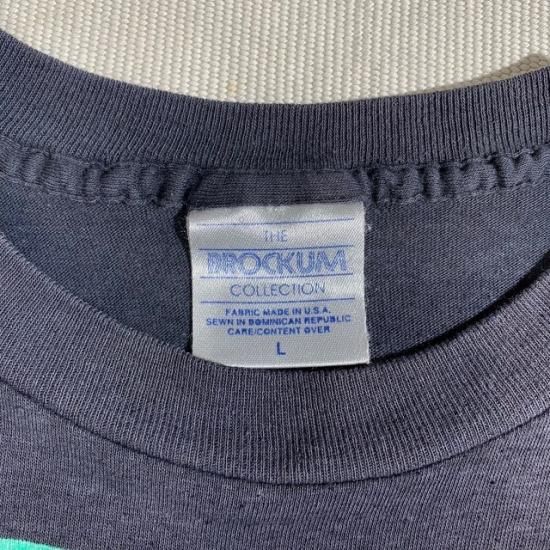 THE
BROCKUM
COLLECTION
FABRIC MADE IN U.S.A.
SEWN IN DOMINICAN REPUBLIC
CARE/CONTENT OVER
L